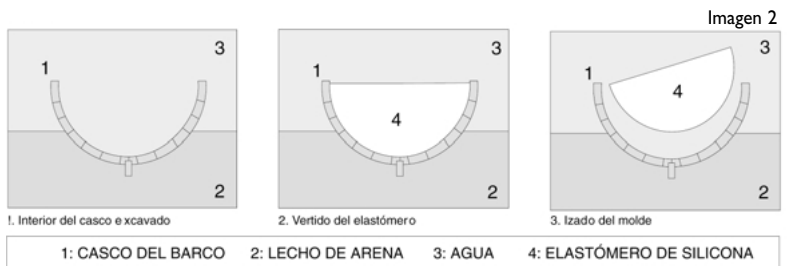 Imagen 2
3
1
2
3
1
4
2
3
1
4
2
!. Interior del casco e xcavado
2. Vertido del elastómero
3. Izado del molde
1: CASCO DEL BARCO 2: LECHO DE ARENA 3: AGUA 4: ELASTÓMERO DE SILICONA